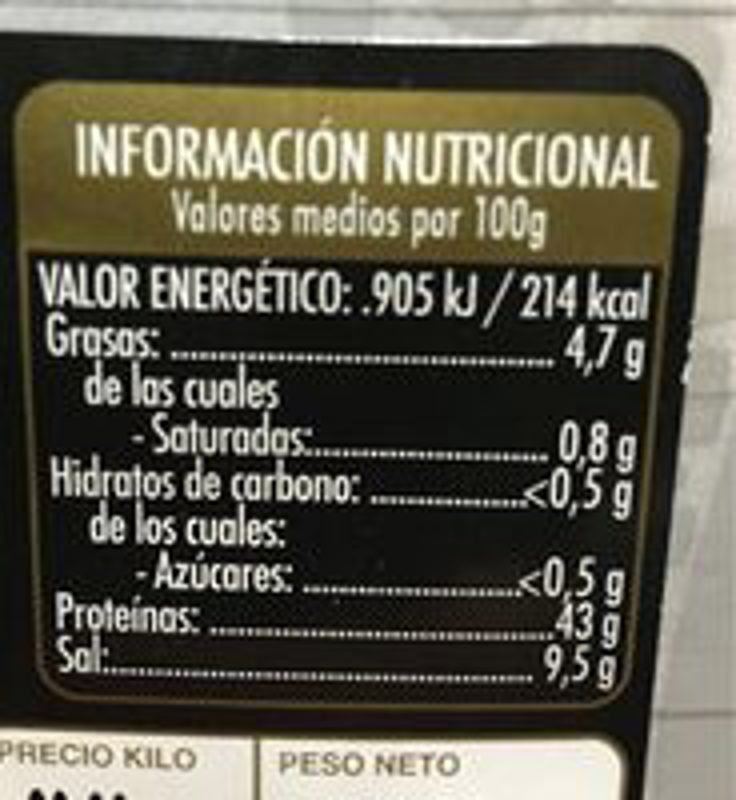 INFORMACIÓN NUTRICIONAL
Valores medios por 100g
VALOR ENERGÉTICO: .905 kJ / 214 kcal
Grasas: ........................ 4,7 g
de las cuales
- Saturadas:........................ 0,8 g
Hidratos de carbono: ................<0,5 g
de los cuales:
- Azúcares: ........................<0,5 g
Proteínas: ........................43 g
Sal:........................ 9,5 g
PRECIO KILO
PESO NETO